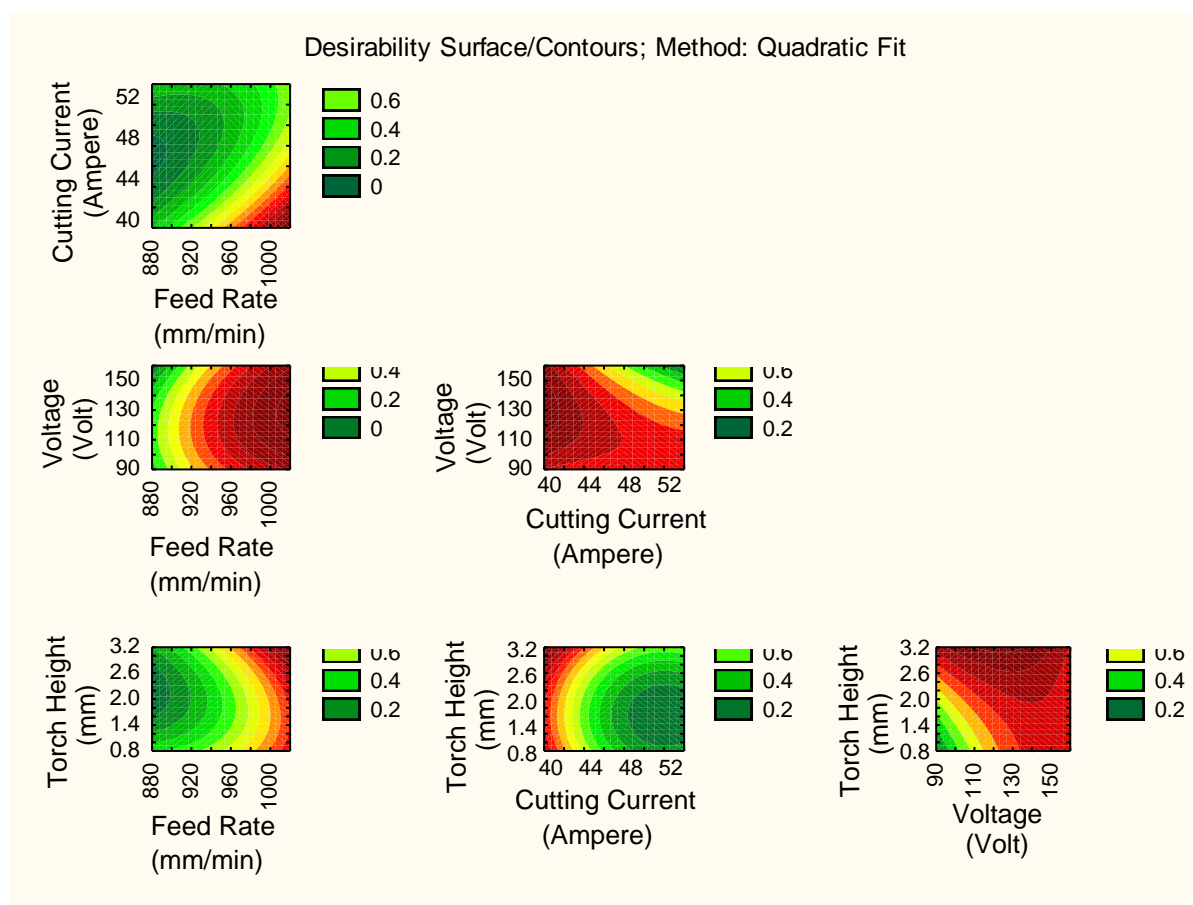 Desirability Surface/Contours; Method: Quadratic Fit
Cutting Current
(Ampere)
52
48
44
40
880
920
960
1000
Feed Rate
(mm/min)
0.6
0.4
0.2
0
Voltage
(Volt)
150
130
110
90
880
920
960
1000
Feed Rate
(mm/min)
0.4
0.2
0
Voltage
(Volt)
150
130
110
90
40 44 48 52
Cutting Current
(Ampere)
0.6
0.4
0.2
Torch Height
(mm)
3.2
2.6
2.0
1.4
0.8
880
920
960
1000
Feed Rate
(mm/min)
0.6
0.4
0.2
Torch Height
(mm)
3.2
2.6
2.0
1.4
0.8
40 44 48 52
Cutting Current
(Ampere)
0.6
0.4
0.2
Torch Height
(mm)
3.2
2.6
2.0
1.4
0.8
90
110
130
150
Voltage
(Volt)
0.6
0.4
0.2